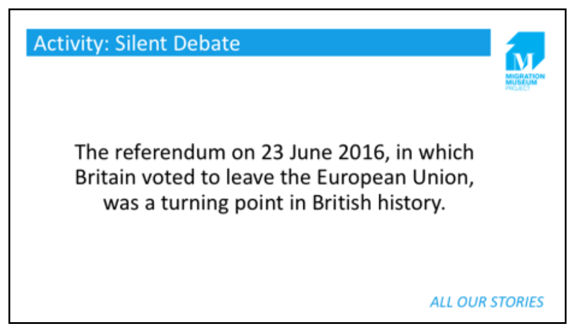 Activity: Silent Debate
M
MIGRATION
MUSEUM
PROJECT
The referendum on 23 June 2016, in which
Britain voted to leave the European Union,
was a turning point in British history.
ALL OUR STORIES